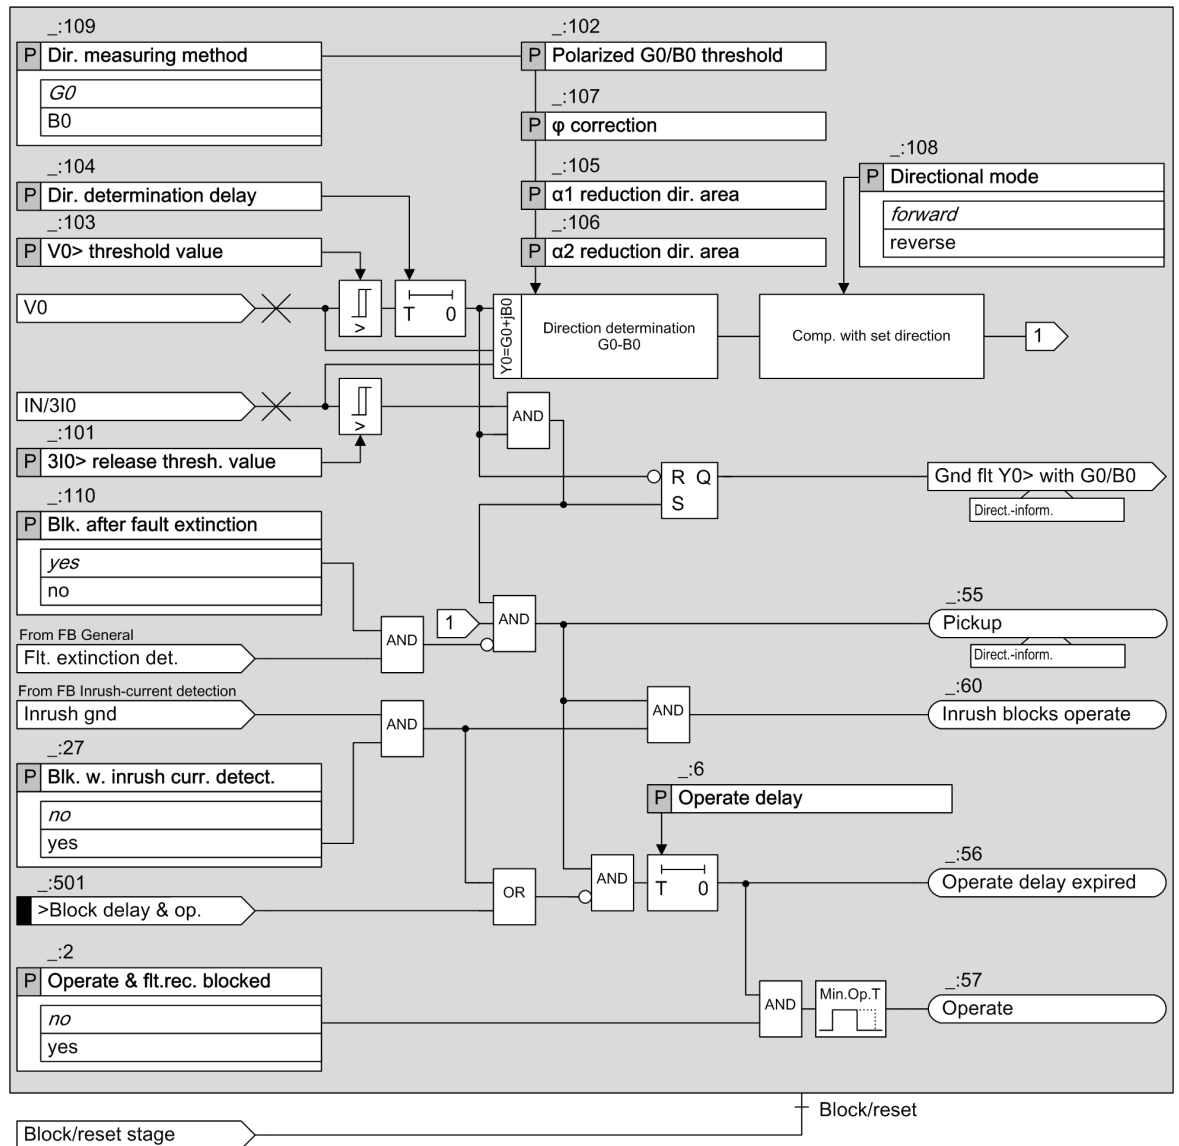 _:109
P Dir. measuring method
G0
B0
_:102
P Polarized G0/B0 threshold
_:107
P φ correction
_:104
P Dir. determination delay
_:105
P α1 reduction dir. area
_:108
P Directional mode
forward
reverse
_:103
P V0> threshold value
_:106
P α2 reduction dir. area
V0
>
T 0
Y0=G0+jB0
Direction determination
G0-B0
Comp. with set direction
1
IN/3I0
>
AND
_:101
P 3I0> release thresh. value
R Q
S
Gnd flt Y0> with G0/B0
Direct.-inform.
_:110
P Blk. after fault extinction
yes
no
From FB General
Flt. extinction det.
AND
1
AND
_:55
Pickup
Direct.-inform.
From FB Inrush-current detection
Inrush gnd
AND
AND
_:60
Inrush blocks operate
_:27
P Blk. w. inrush curr. detect.
no
yes
_:6
P Operate delay
_:501
>Block delay & op.
OR
AND
T 0
_:56
Operate delay expired
_:2
P Operate & flt.rec. blocked
no
yes
AND
Min.Op.T
_:57
Operate
Block/reset
Block/reset stage